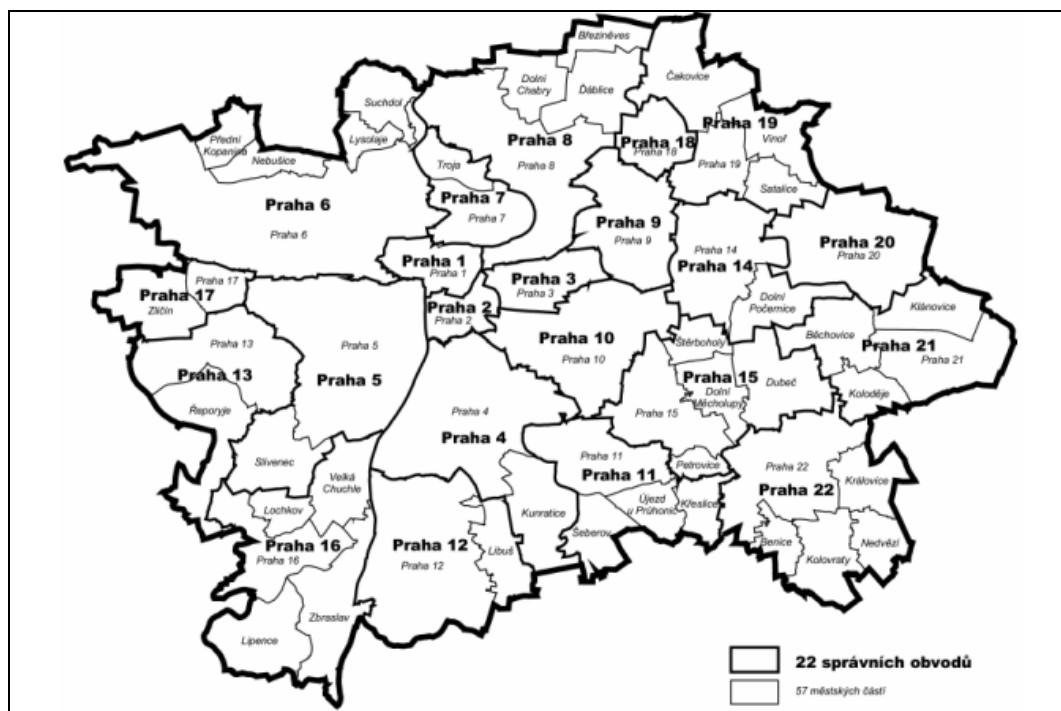 Březiněves
Dolní
Chabry
Ďáblice
Čakovice
Suchdol
Přední
Kopanina
Lysolaje
Nebušice
Praha 8
Praha 8
Praha 18
Praha 18
Praha 19
Vinoř
Praha 19
Satalice
Troja
Praha 7
Praha 7
Praha 6
Praha 6
Praha 9
Praha 9
Praha 20
Praha 20
Praha 14
Praha 14
Praha 1
Praha 1
Praha 3
Praha 3
Praha 17
Praha 17
Zličín
Praha 2
Praha 2
Dolní
Počernice
Klánovice
Běchovice
Praha 21
Praha 21
Praha 10
Praha 10
Štěrboholy
Praha 13
Praha 13
Praha 5
Praha 5
Praha 15
Dolní
Měcholupy
Dubeč
Koloděje
Řeporyje
Praha 4
Praha 4
Praha 15
Slivenec
Velká
Chuchle
Praha 11
Praha 11
Petrovice
Praha 22
Praha 22
Královice
Lochkov
Kunratice
Újezd
u Průhonic
Křeslice
Praha 16
Praha 16
Praha 12
Praha 12
Libuš
Šeberov
Benice
Kolovraty
Nedvězí
Lipence
Zbraslav
22 správních obvodů
57 městských částí